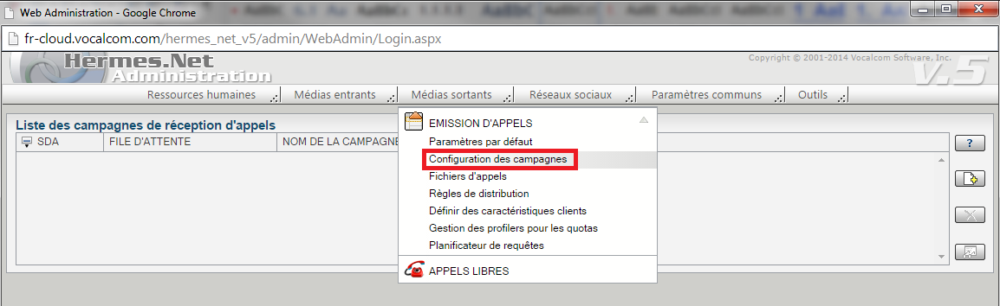 Web Administration - Google Chrome
fr-cloud.vocalcom.com/hermes_net_v5/admin/WebAdmin/Login.aspx
Hermes.Net
Administration
Copyright © 2001-2014 Vocalcom Software, Inc.
v.5
Ressources humaines Médias entrants Médias sortants Réseaux sociaux Paramètres communs Outils
Liste des campagnes de réception d'appels
SDA FILE D'ATTENTE NOM DE LA CAMPAGNE
?
EMISSION D'APPELS
Paramètres par défaut
Configuration des campagnes
Fichiers d'appels
Règles de distribution
Définir des caractéristiques clients
Gestion des profilers pour les quotas
Planificateur de requêtes
APPELS LIBRES